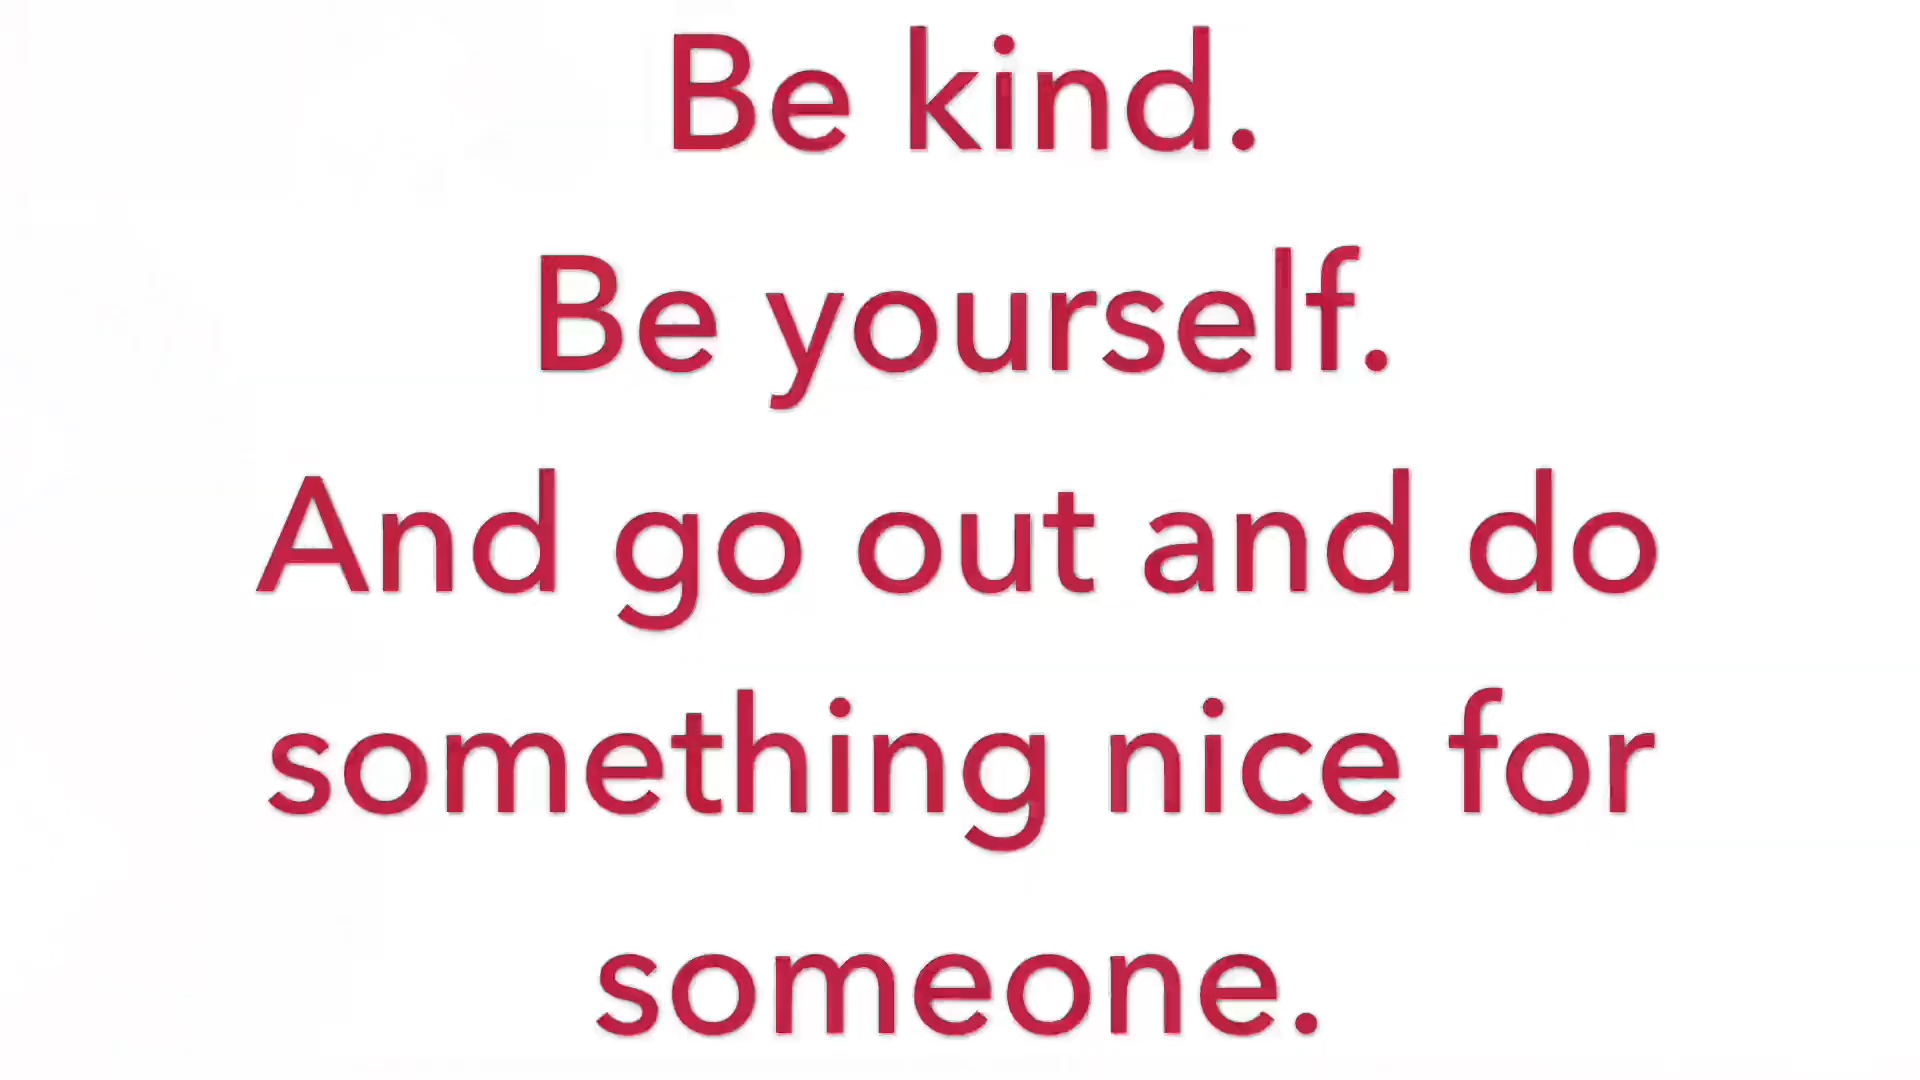 Be kind.
Be yourself.
And go out and do
something nice for
someone.